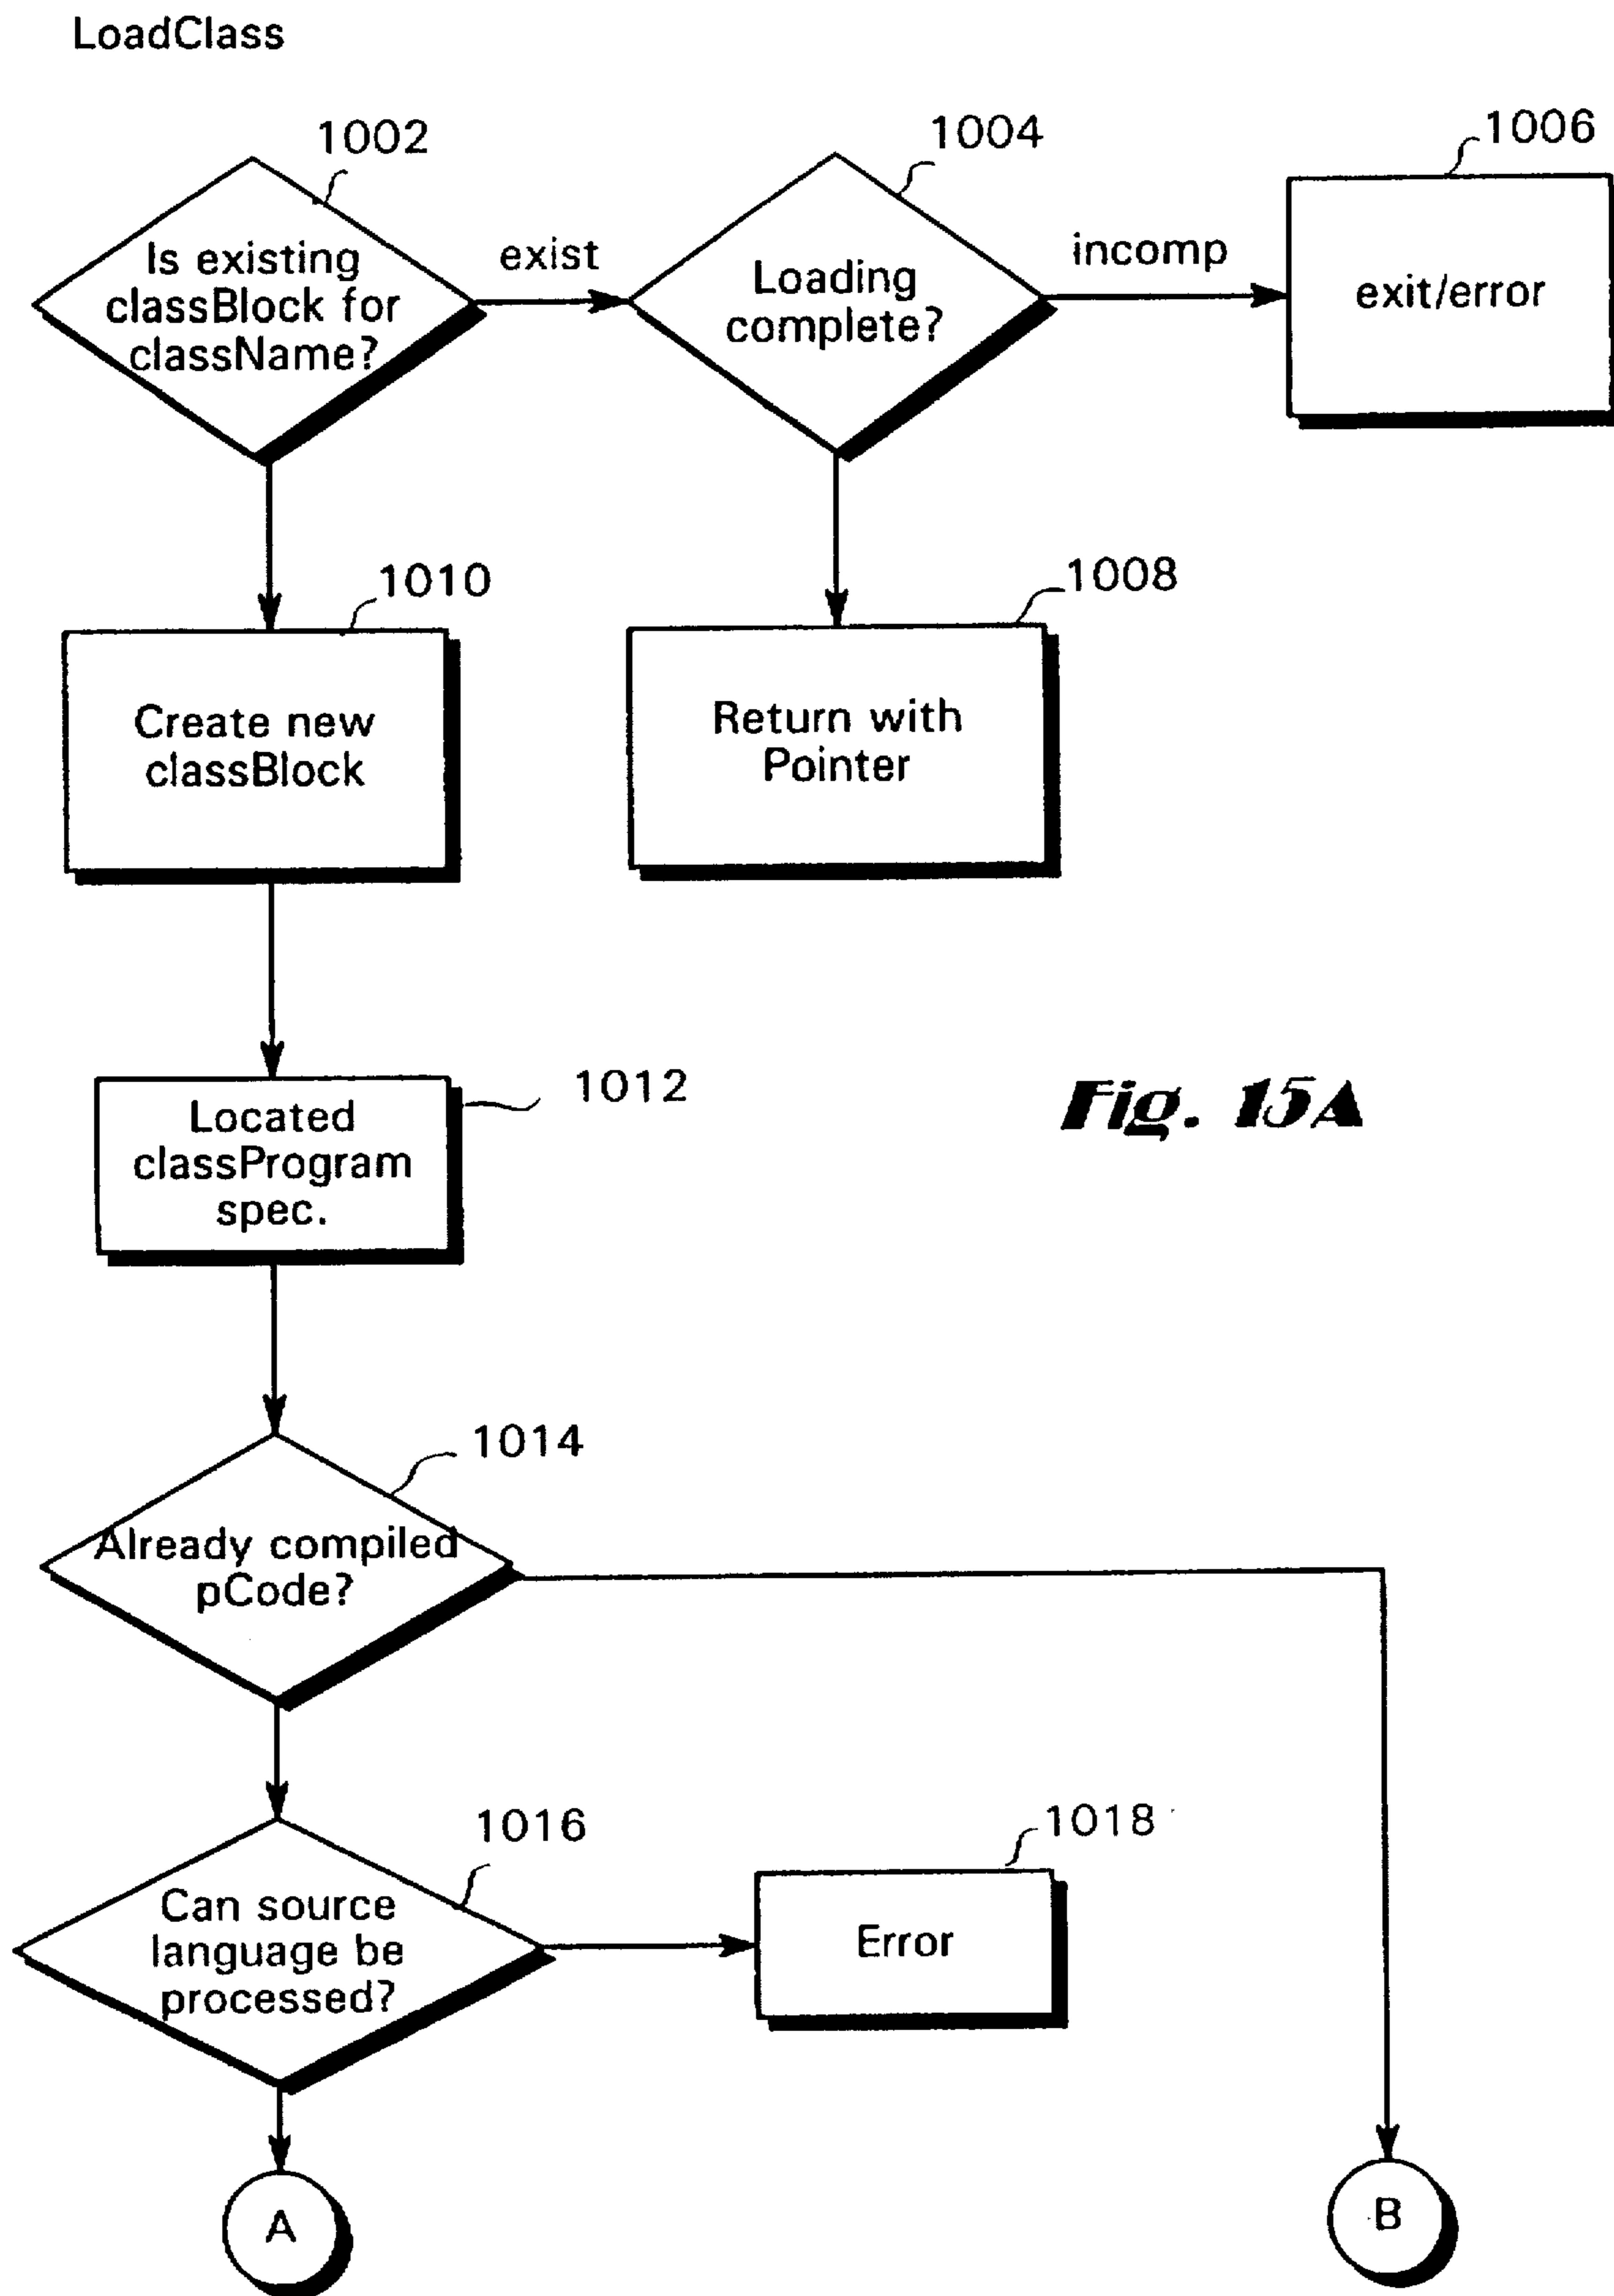 LoadClass
1002
1004
1006
Is existing
classBlock for
className?
exist
Loading
complete?
incomp
exit/error
1010
1008
Create new
classBlock
Return with
Pointer
1012
Located
classProgram
spec.
Fig. 15A
1014
Already compiled
pCode?
1016
1018
Can source
language be
processed?
Error
A
B